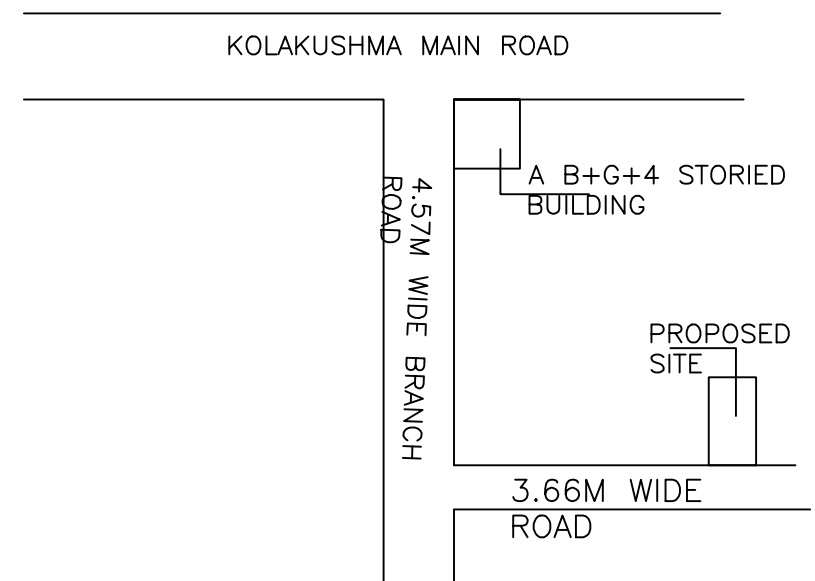 KOLAKUSHMA MAIN ROAD
A B+G+4 STORIED
BUILDING
4.57M WIDE BRANCH
ROAD
PROPOSED
SITE
3.66M WIDE
ROAD